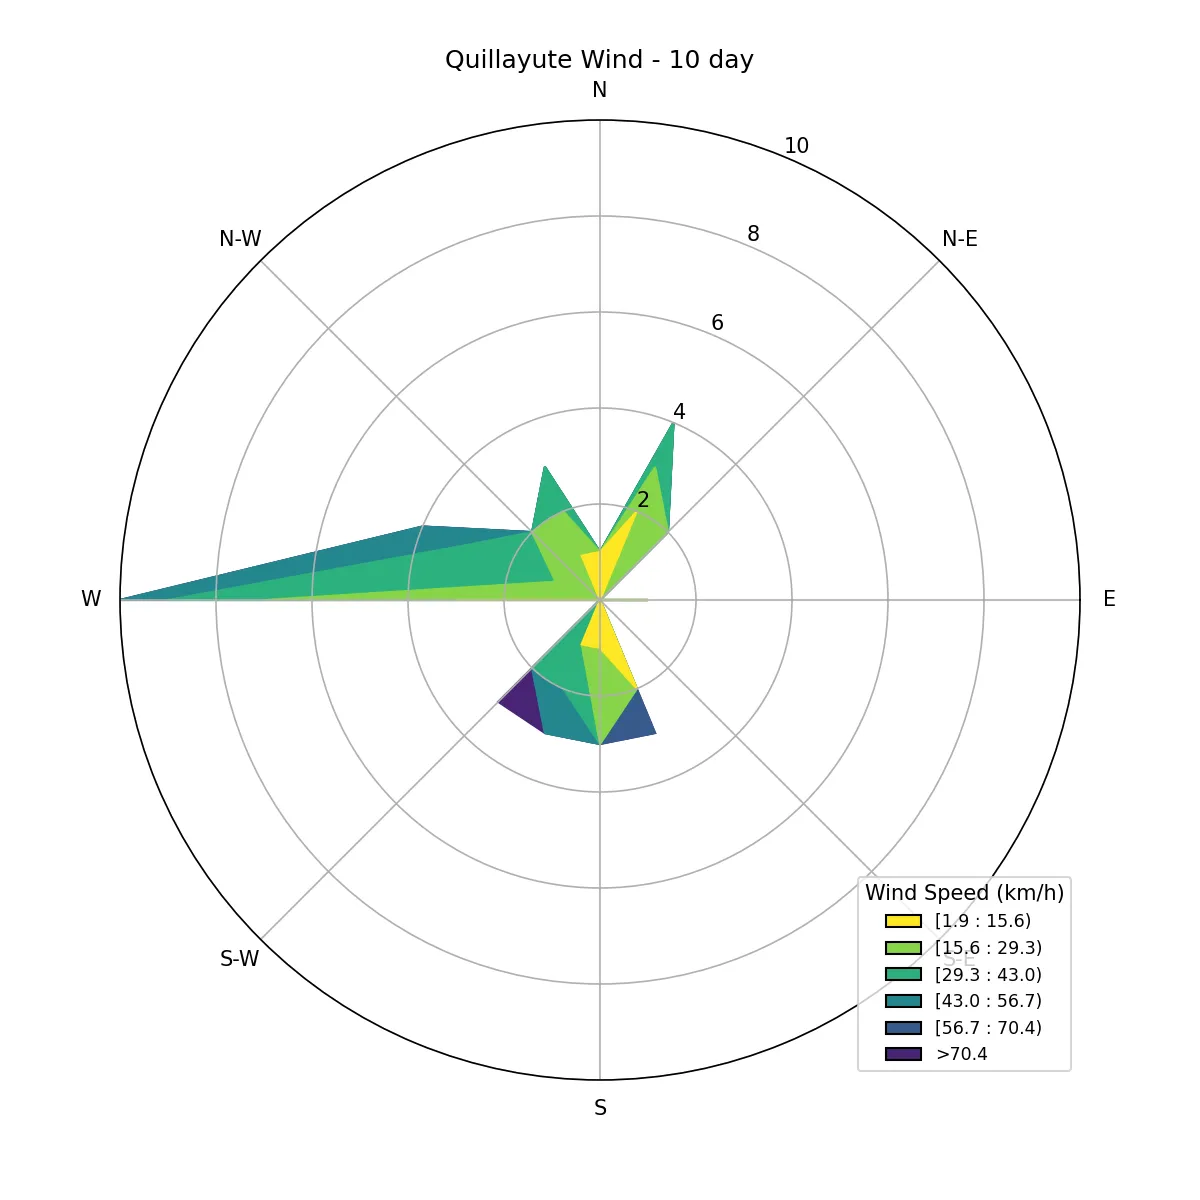 Quillayute Wind - 10 day
N
10
N-W
8
N-E
6
4
2
W
E
S-W
S-E
S
Wind Speed (km/h)
[1.9 : 15.6)
[15.6 : 29.3)
[29.3 : 43.0)
[43.0 : 56.7)
[56.7 : 70.4)
>70.4